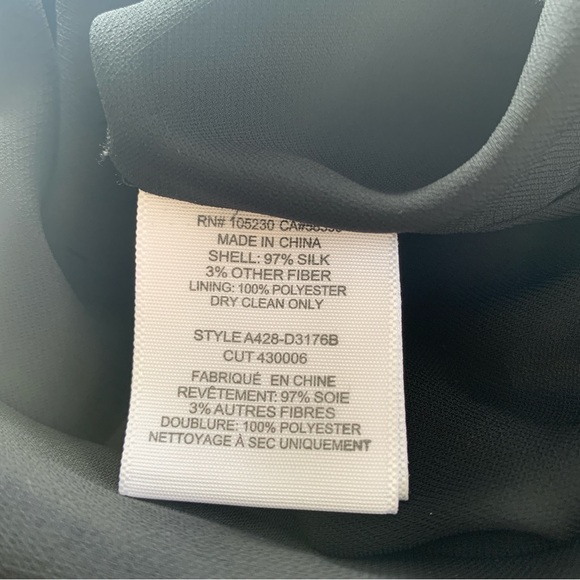 RN# 105230
MADE IN CHINA
SHELL: 97% SILK
3% OTHER FIBER
LINING: 100% POLYESTER
DRY CLEAN ONLY
STYLE A428-D3176B
CUT 430006
FABRIQUÉ EN CHINE
REVÊTEMENT: 97% SOIE
3% AUTRES FIBRES
DOUBLURE: 100% POLYESTER
NETTOYAGE À SEC UNIQUEMENT